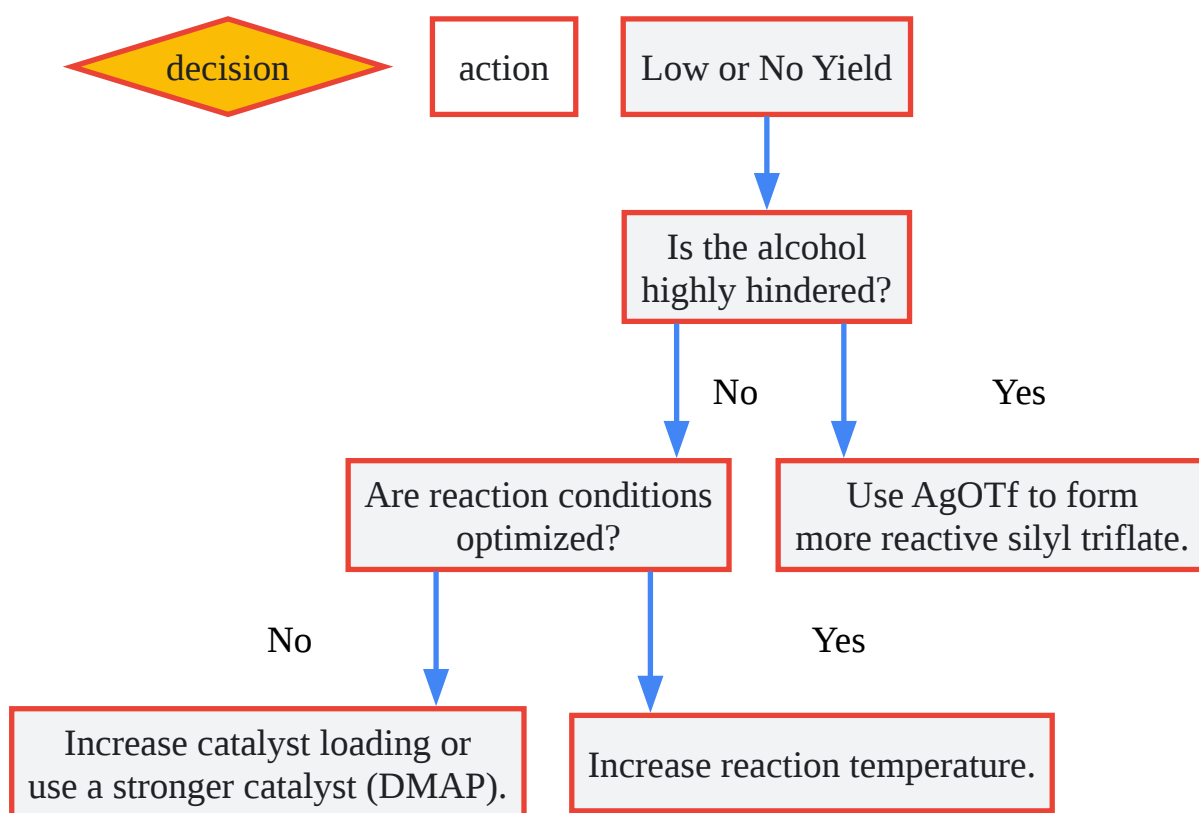 decision
action
Low or No Yield
Is the alcohol
highly hindered?
No
Yes
Are reaction conditions
optimized?
Use AgOTf to form
more reactive silyl triflate.
No
Yes
Increase catalyst loading or
use a stronger catalyst (DMAP).
Increase reaction temperature.